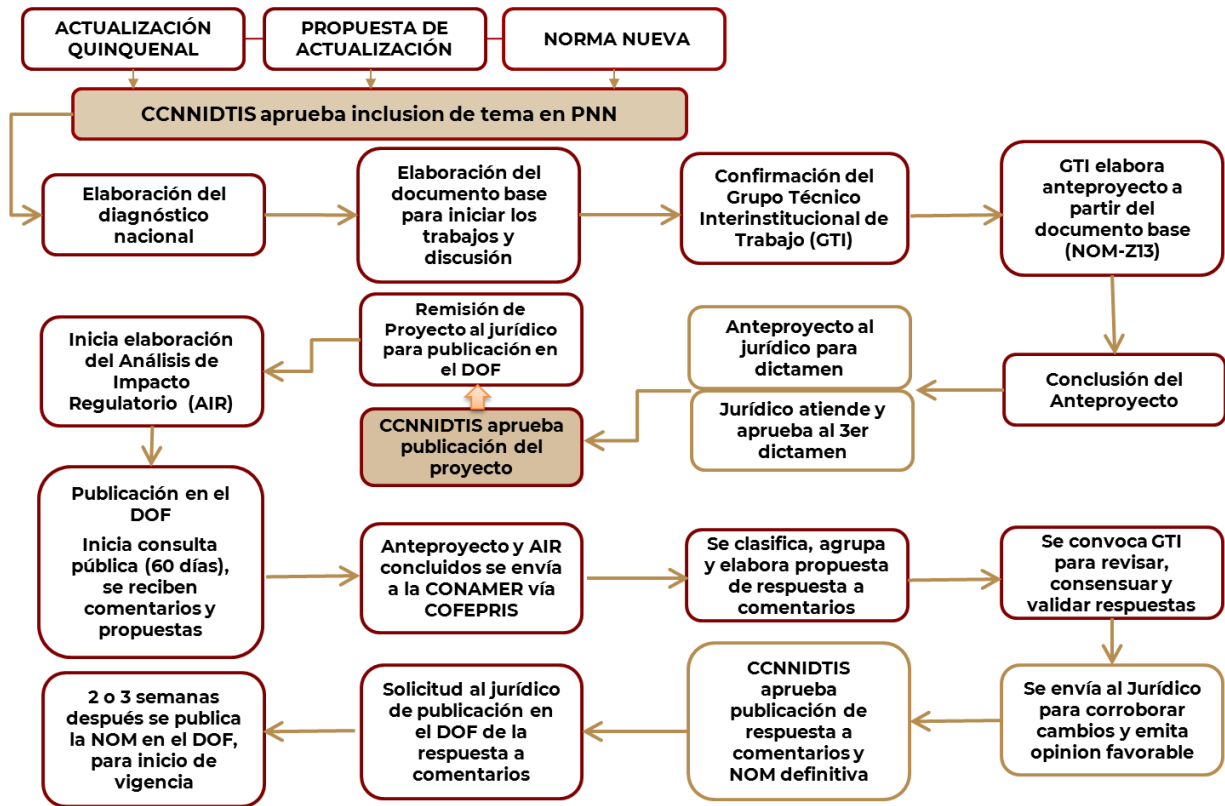 ACTUALIZACIÓN
QUINQUENAL
PROPUESTA DE
ACTUALIZACIÓN
NORMA NUEVA
CCNNIDTIS aprueba inclusion de tema en PNN
Elaboración del
diagnóstico
nacional
Elaboración del
documento base
para iniciar los
trabajos y
discusión
Confirmación del
Grupo Técnico
Interinstitucional de
Trabajo (GTI)
GTI elabora
anteproyecto a
partir del
documento base
(NOM-Z13)
Conclusión del
Anteproyecto
Anteproyecto al
jurídico para
dictamen
Jurídico atiende y
aprueba al 3er
dictamen
CCNNIDTIS aprueba
publicación del
proyecto
Remisión de
Proyecto al jurídico
para publicación en
el DOF
Inicia elaboración
del Análisis de
Impacto
Regulatorio (AIR)
Publicación en el
DOF
Inicia consulta
pública (60 días),
se reciben
comentarios y
propuestas
Anteproyecto y AIR
concluidos se envía
a la CONAMER vía
COFEPRIS
Se clasifica, agrupa
y elabora propuesta
de respuesta a
comentarios
Se convoca GTI
para revisar,
consensuar y
validar respuestas
Se envía al Jurídico
para corroborar
cambios y emita
opinion favorable
CCNNIDTIS
aprueba
publicación de
respuesta a
comentarios y
NOM definitiva
Solicitud al jurídico
de publicación en
el DOF de la
respuesta a
comentarios
2 o 3 semanas
después se publica
la NOM en el DOF,
para inicio de
vigencia